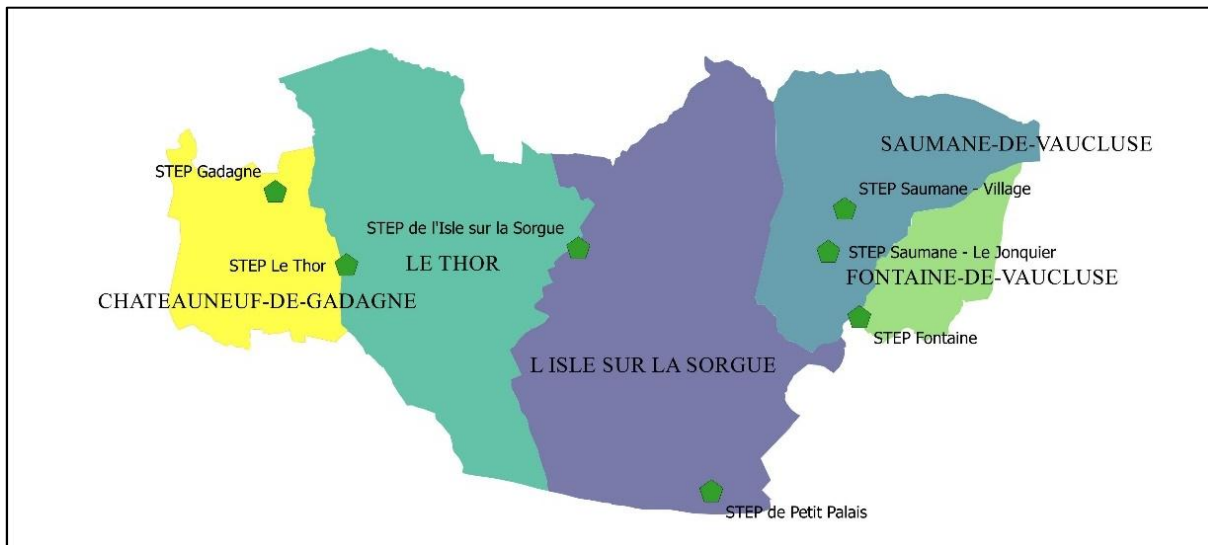 SAUMANE-DE-VAUCLUSE
STEP Gadagne
STEP Saumane - Village
STEP de l'Isle sur la Sorgue
STEP Saumane - Le Jonquier
STEP Le Thor
LE THOR
FONTAINE-DE-VAUCLUSE
CHATEAUNEUF-DE-GADAGNE
STEP Fontaine
L ISLE SUR LA SORGUE
STEP de Petit Palais